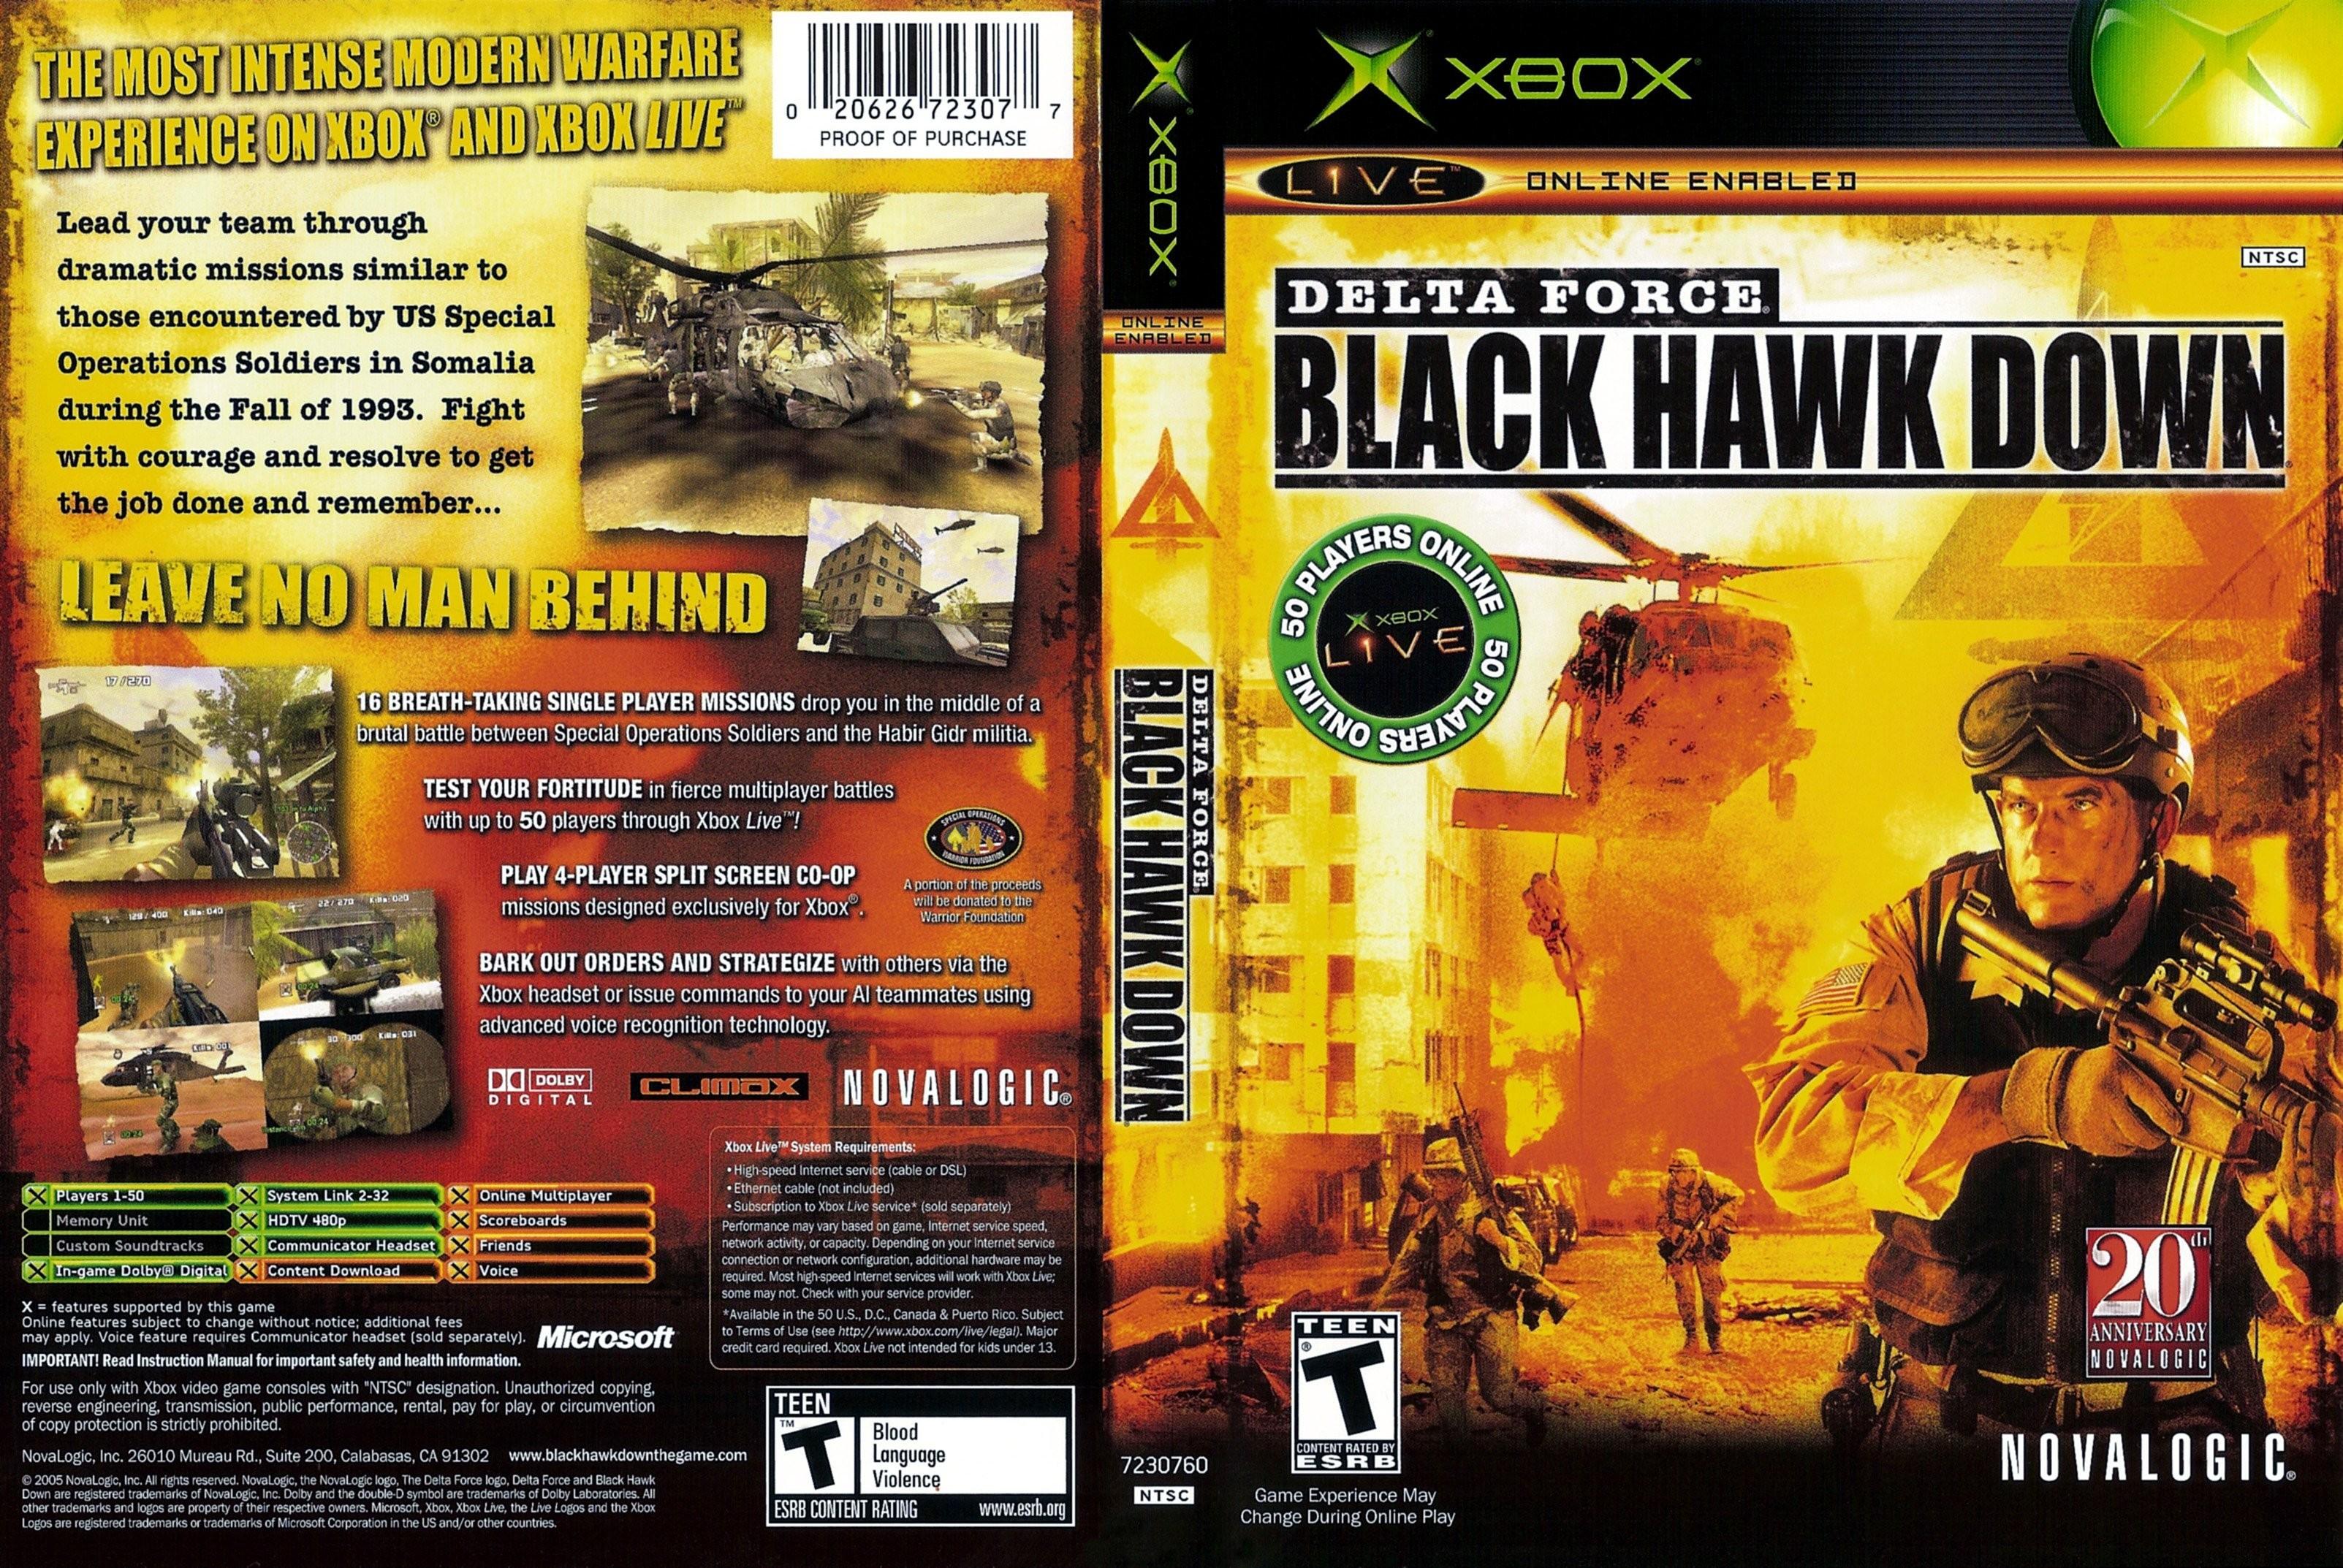 THE MOST INTENSE MODERN WARFARE
EXPERIENCE ON XBOX® AND XBOX LIVE™
0 20626 72307 7
PROOF OF PURCHASE
Lead your team through
dramatic missions similar to
those encountered by US Special
Operations Soldiers in Somalia
during the Fall of 1993. Fight
with courage and resolve to get
the job done and remember...
LEAVE NO MAN BEHIND
17/270
16 BREATH-TAKING SINGLE PLAYER MISSIONS drop you in the middle of a
brutal battle between Special Operations Soldiers and the Habir Gidr militia.
TEST YOUR FORTITUDE in fierce multiplayer battles
with up to 50 players through Xbox Live™!
SPECIAL OPERATIONS
WARRIOR FOUNDATION
A portion of the proceeds
will be donated to the
Warrior Foundation
PLAY 4-PLAYER SPLIT SCREEN CO-OP
missions designed exclusively for Xbox®.
128/400 Kills:040
22/270 Kills:020
Kills:001
Kills:031
00:24
00:24
BARK OUT ORDERS AND STRATEGIZE with others via the
Xbox headset or issue commands to your AI teammates using
advanced voice recognition technology.
DOLBY
DIGITAL
CLIMAX
NOVALOGIC®
Players 1-50
Memory Unit
Custom Soundtracks
In-game Dolby® Digital
System Link 2-32
HDTV 480p
Communicator Headset
Content Download
Online Multiplayer
Scoreboards
Friends
Voice
X = features supported by this game
Online features subject to change without notice; additional fees
may apply. Voice feature requires Communicator headset (sold separately).
Microsoft
IMPORTANT! Read Instruction Manual for important safety and health information.
For use only with Xbox video game consoles with "NTSC" designation. Unauthorized copying,
reverse engineering, transmission, public performance, rental, pay for play, or circumvention
of copy protection is strictly prohibited.
NovaLogic, Inc. 26010 Mureau Rd., Suite 200, Calabasas, CA 91302 www.blackhawkdownthegame.com
© 2005 NovaLogic, Inc. All rights reserved. NovaLogic, the NovaLogic logo, The Delta Force logo, Delta Force and Black Hawk
Down are registered trademarks of NovaLogic, Inc. Dolby and the double-D symbol are trademarks of Dolby Laboratories. All
other trademarks and logos are property of their respective owners. Microsoft, Xbox, Xbox Live, the Live Logos and the Xbox
Logos are registered trademarks or trademarks of Microsoft Corporation in the US and/or other countries.
Xbox Live™ System Requirements:
• High-speed Internet service (cable or DSL)
• Ethernet cable (not included)
• Subscription to Xbox Live service* (sold separately)
Performance may vary based on game, Internet service speed,
network activity, or capacity. Depending on your Internet service
connection or network configuration, additional hardware may be
required. Most high-speed Internet services will work with Xbox Live;
some may not. Check with your service provider.
*Available in the 50 U.S., D.C., Canada & Puerto Rico. Subject
to Terms of Use (see http://www.xbox.com/live/legal). Major
credit card required. Xbox Live not intended for kids under 13.
TEEN
T™
Blood
Language
Violence
ESRB CONTENT RATING www.esrb.org
XBOX®
ONLINE
ENABLED
DELTA FORCE®
BLACK HAWK DOWN
7230760
NTSC
XBOX®
LIVE™ ONLINE ENABLED
NTSC
DELTA FORCE®
BLACK HAWK DOWN®
50 PLAYERS ONLINE
50 PLAYERS ONLINE
XBOX
LIVE
TEEN
T®
CONTENT RATED BY
ESRB
Game Experience May
Change During Online Play
20th
ANNIVERSARY
NOVALOGIC
NOVALOGIC®